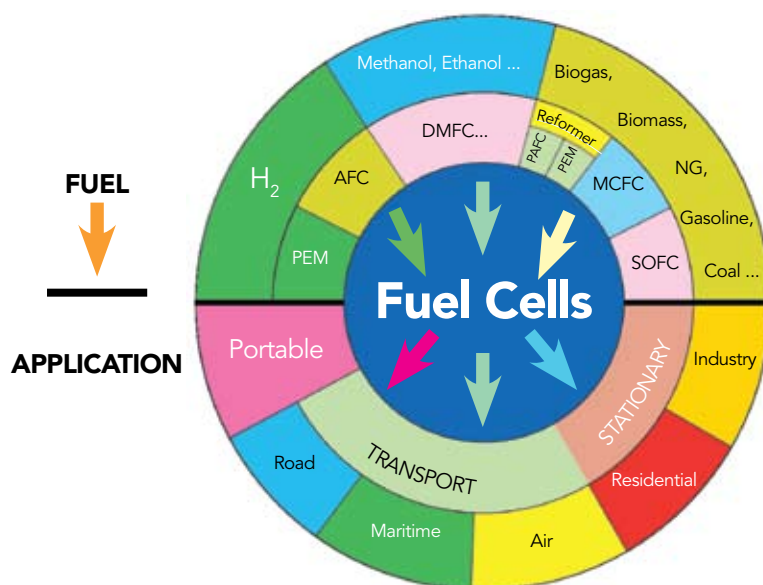 Methanol, Ethanol ...
Biogas,
Biomass,
NG,
Gasoline,
Coal ...
H₂
DMFC...
Reformer
PAFC
PEM
AFC
MCFC
PEM
SOFC
FUEL
Fuel Cells
APPLICATION
Portable
STATIONARY
Industry
TRANSPORT
Road
Residential
Maritime
Air